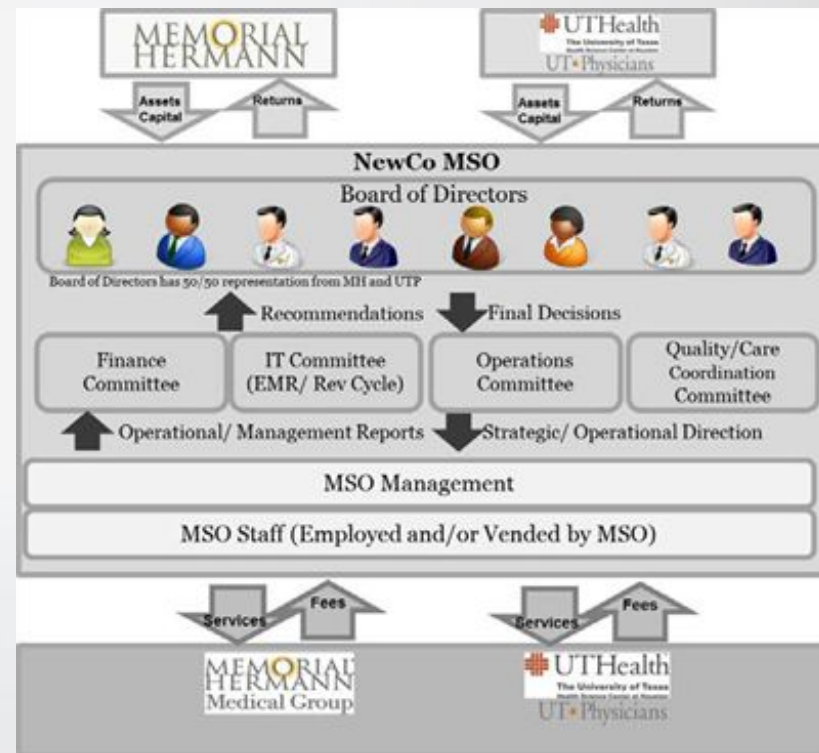 MEMORIAL
HERMANN
UTHealth
The University of Texas
Health Science Center at Houston
UT Physicians
Assets
Capital
Returns
Assets
Capital
Returns
NewCo MSO
Board of Directors
Board of Directors has 50/50 representation from MH and UTP
Recommendations
Final Decisions
Finance
Committee
IT Committee
(EMR/ Rev Cycle)
Operations
Committee
Quality/Care
Coordination
Committee
Operational/ Management Reports
Strategic/ Operational Direction
MSO Management
MSO Staff (Employed and/or Vended by MSO)
Services
Fees
Services
Fees
MEMORIAL
HERMANN
Medical Group
UTHealth
The University of Texas
Health Science Center at Houston
UT Physicians